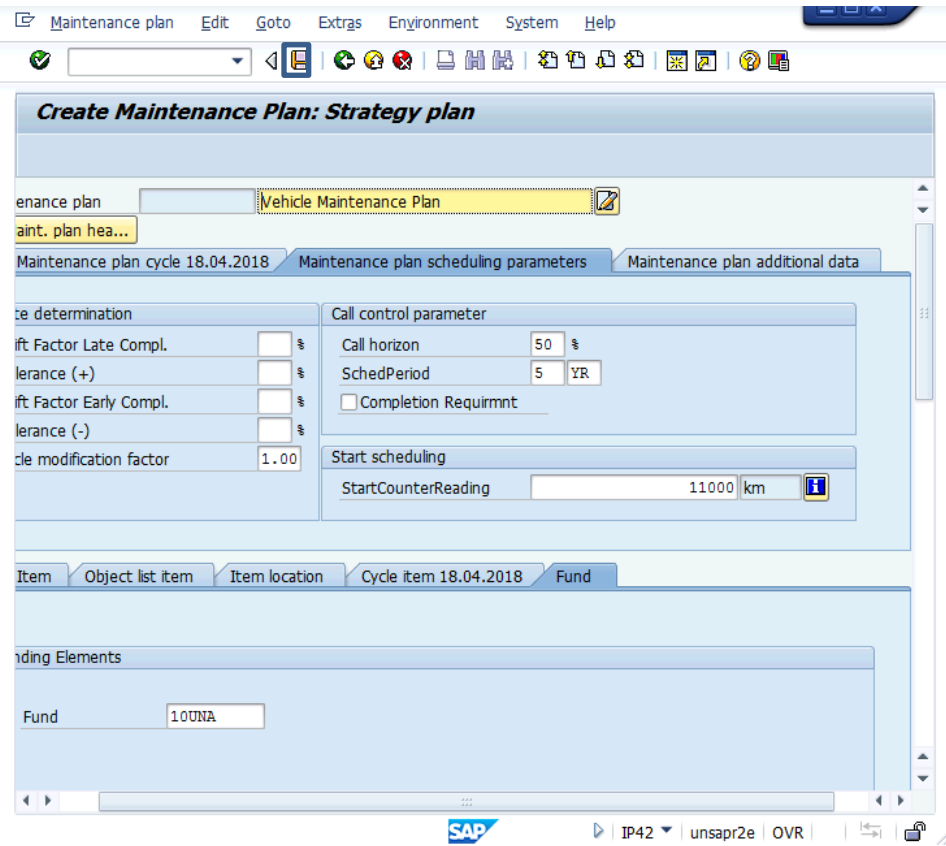 Maintenance plan Edit Goto Extras Environment System Help
Create Maintenance Plan: Strategy plan
enance plan Vehicle Maintenance Plan
aint. plan hea...
Maintenance plan cycle 18.04.2018 Maintenance plan scheduling parameters Maintenance plan additional data
te determination Call control parameter
ift Factor Late Compl. % Call horizon 50 %
lerance (+) % SchedPeriod 5 YR
ift Factor Early Compl. % Completion Requirmnt
lerance (-) %
cle modification factor 1.00 Start scheduling
StartCounterReading 11000 km
Item Object list item Item location Cycle item 18.04.2018 Fund
nding Elements
Fund 10UNA
SAP IP42 unsapr2e OVR